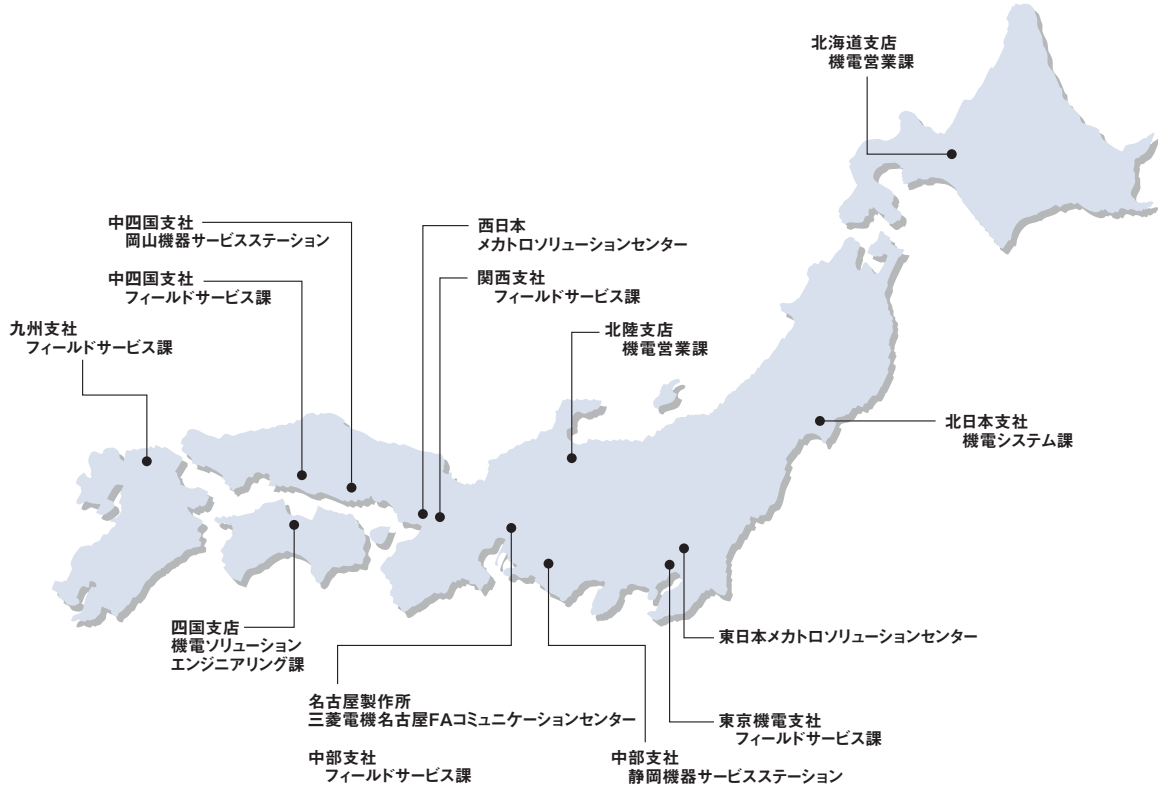 北海道支店
機電営業課
中四国支社
岡山機器サービスステーション
西日本
メカトロソリューションセンター
中四国支社
フィールドサービス課
関西支社
フィールドサービス課
九州支社
フィールドサービス課
北陸支店
機電営業課
北日本支社
機電システム課
四国支店
機電ソリューション
エンジニアリング課
東日本メカトロソリューションセンター
名古屋製作所
三菱電機名古屋FAコミュニケーションセンター
東京機電支社
フィールドサービス課
中部支社
フィールドサービス課
中部支社
静岡機器サービスステーション